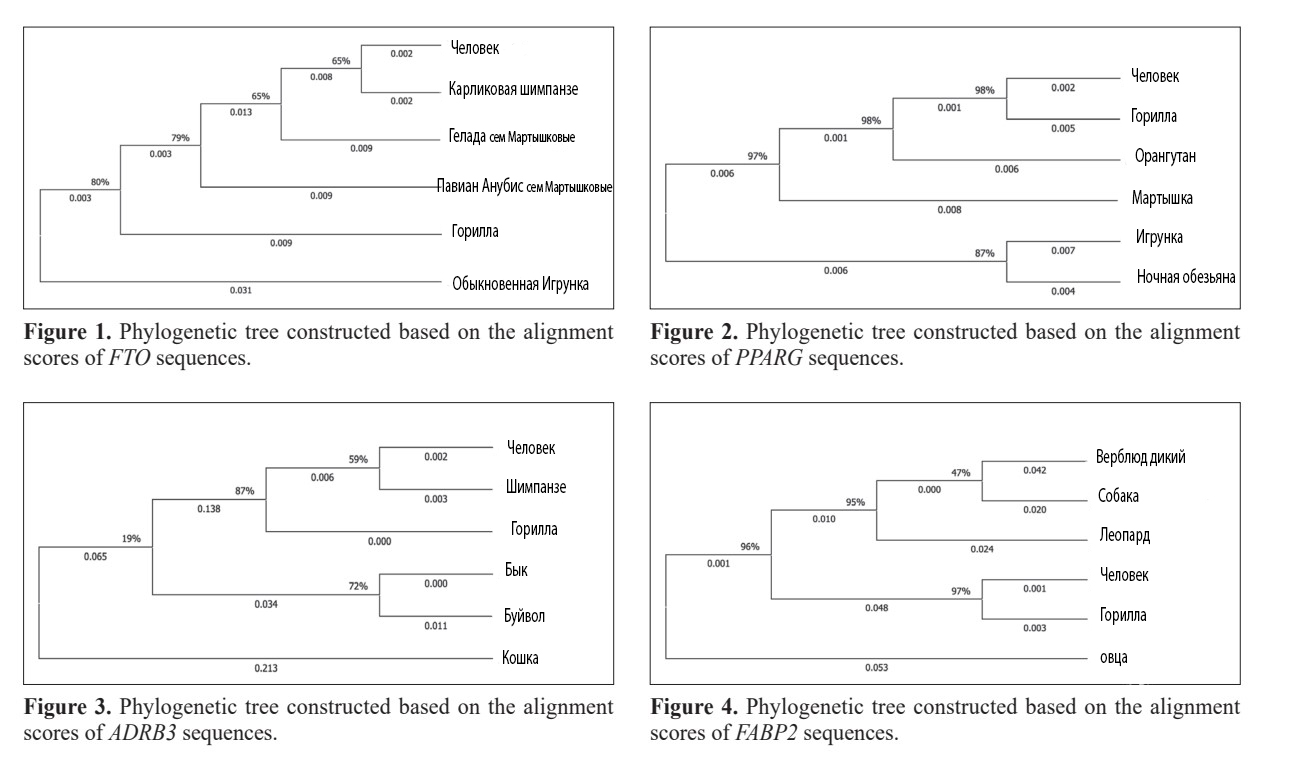 Человек
65%
0.002
0.008
Карликовая шимпанзе
65%
0.002
0.013
79%
Гелада сем Мартышковые
0.009
0.003
80%
Павиан Анубис сем Мартышковые
0.003
0.009
Горилла
0.009
Обыкновенная Игрунка
0.031
Figure 1. Phylogenetic tree constructed based on the alignment
scores of FTO sequences.
Человек
98%
0.002
0.001
Горилла
98%
0.005
0.001
Орангутан
97%
0.006
0.006
Мартышка
0.008
Игрунка
87%
0.007
0.006
Ночная обезьяна
0.004
Figure 2. Phylogenetic tree constructed based on the alignment
scores of PPARG sequences.
Человек
59%
0.002
0.006
Шимпанзе
87%
0.003
0.138
Горилла
19%
0.000
0.065
Бык
72%
0.000
0.034
Буйвол
0.011
Кошка
0.213
Figure 3. Phylogenetic tree constructed based on the alignment
scores of ADRB3 sequences.
Верблюд дикий
47%
0.042
0.000
Собака
95%
0.020
0.010
Леопард
96%
0.024
0.001
Человек
97%
0.001
0.048
Горилла
0.003
овца
0.053
Figure 4. Phylogenetic tree constructed based on the alignment
scores of FABP2 sequences.